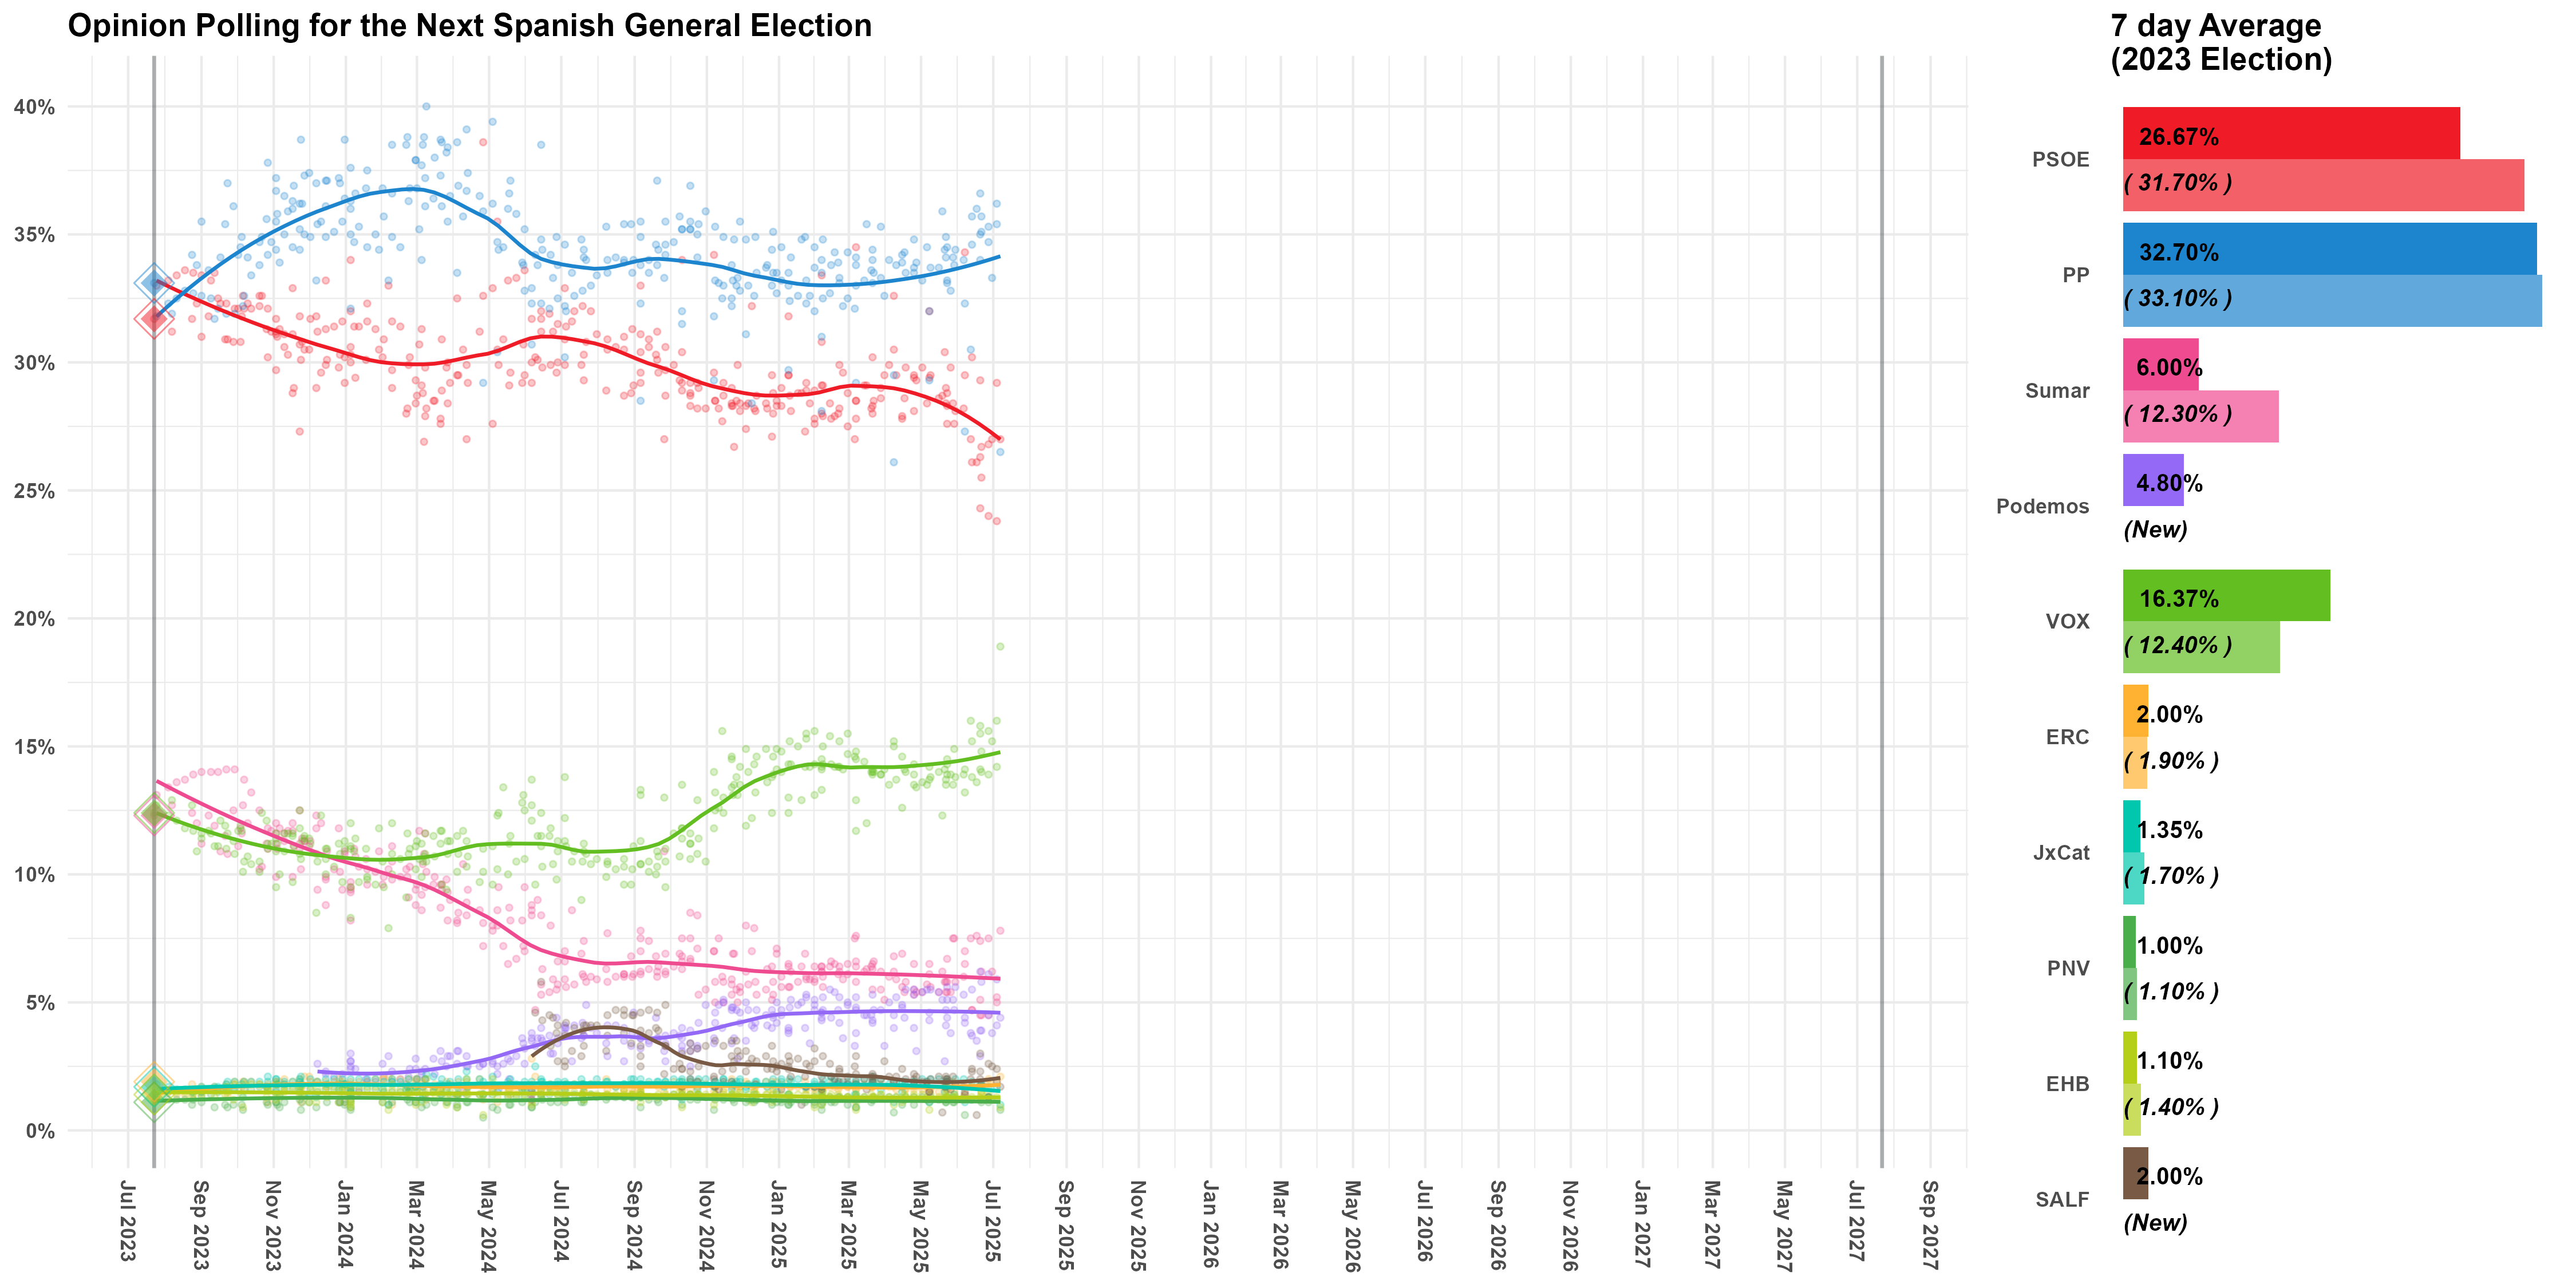 Opinion Polling for the Next Spanish General Election
7 day Average
(2023 Election)
40%
35%
30%
25%
20%
15%
10%
5%
0%
Jul 2023
Sep 2023
Nov 2023
Jan 2024
Mar 2024
May 2024
Jul 2024
Sep 2024
Nov 2024
Jan 2025
Mar 2025
May 2025
Jul 2025
Sep 2025
Nov 2025
Jan 2026
Mar 2026
May 2026
Jul 2026
Sep 2026
Nov 2026
Jan 2027
Mar 2027
May 2027
Jul 2027
Sep 2027
PSOE
26.67%
( 31.70% )
PP
32.70%
( 33.10% )
Sumar
6.00%
( 12.30% )
Podemos
4.80%
(New)
VOX
16.37%
( 12.40% )
ERC
2.00%
( 1.90% )
JxCat
1.35%
( 1.70% )
PNV
1.00%
( 1.10% )
EHB
1.10%
( 1.40% )
SALF
2.00%
(New)